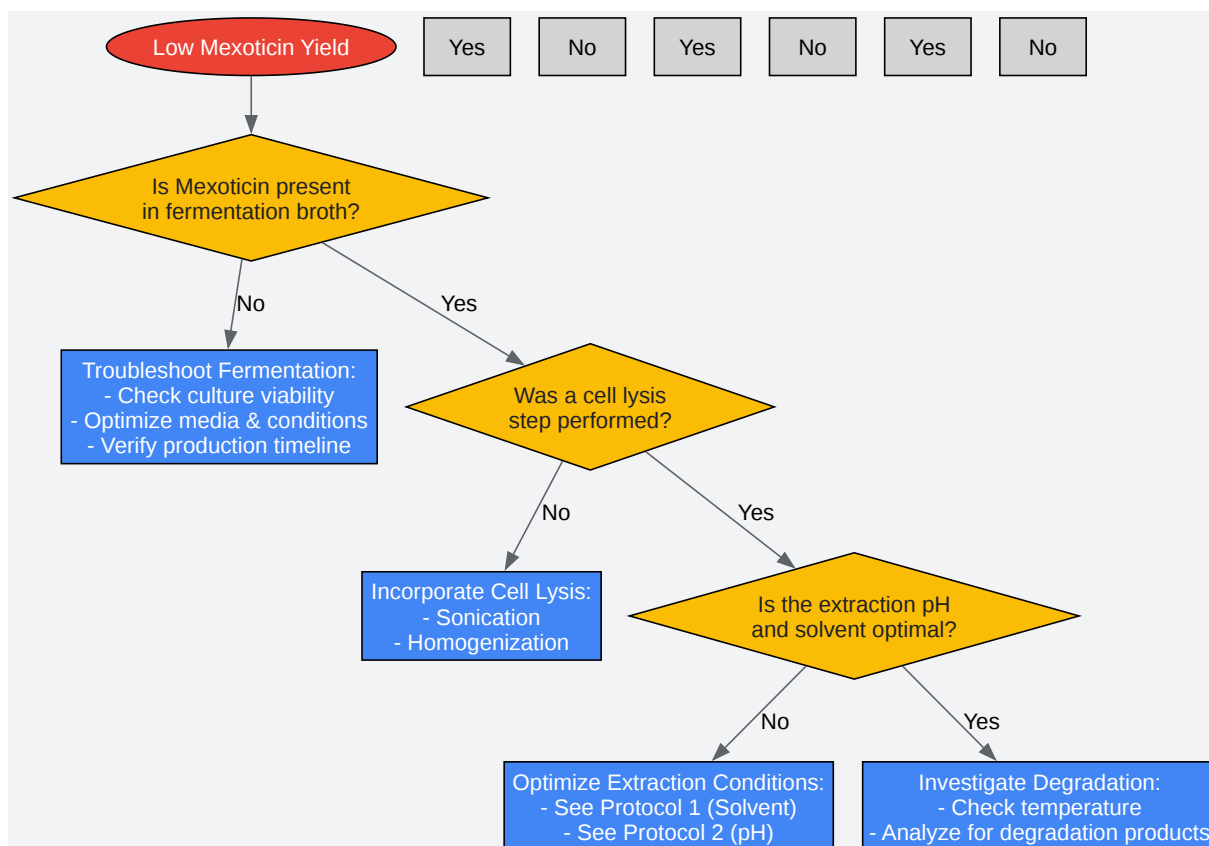 Low Mexoticin Yield
Yes
No
Yes
No
Yes
No
Is Mexoticin present
in fermentation broth?
No
Yes
Troubleshoot Fermentation:
- Check culture viability
- Optimize media & conditions
- Verify production timeline
Was a cell lysis
step performed?
No
Yes
Incorporate Cell Lysis:
- Sonication
- Homogenization
Is the extraction pH
and solvent optimal?
No
Yes
Optimize Extraction Conditions:
- See Protocol 1 (Solvent)
- See Protocol 2 (pH)
Investigate Degradation:
- Check temperature
- Analyze for degradation products